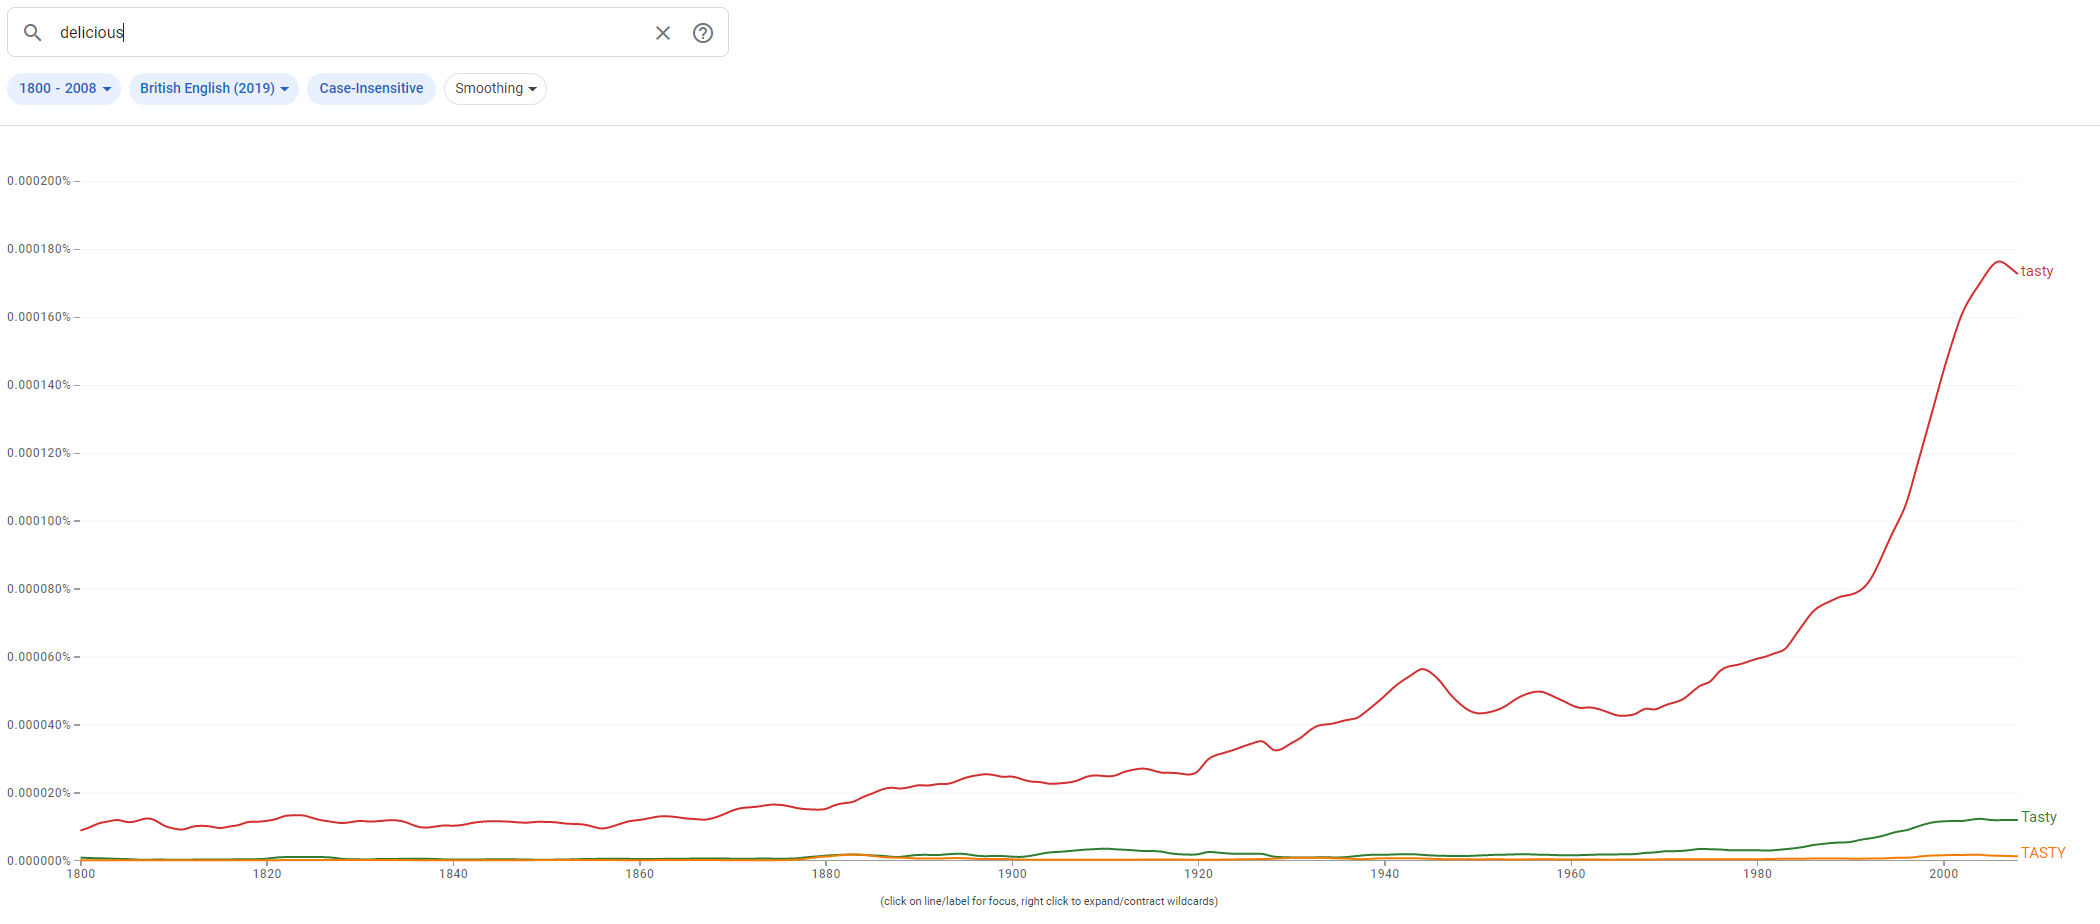 delicious
1800 - 2008 British English (2019) Case-Insensitive Smoothing
0.000200%
0.000180%
tasty
0.000160%
0.000140%
0.000120%
0.000100%
0.000080%
0.000060%
0.000040%
0.000020%
Tasty
TASTY
0.000000%
1800 1820 1840 1860 1880 1900 1920 1940 1960 1980 2000
(click on line/label for focus, right click to expand/contract wildcards)